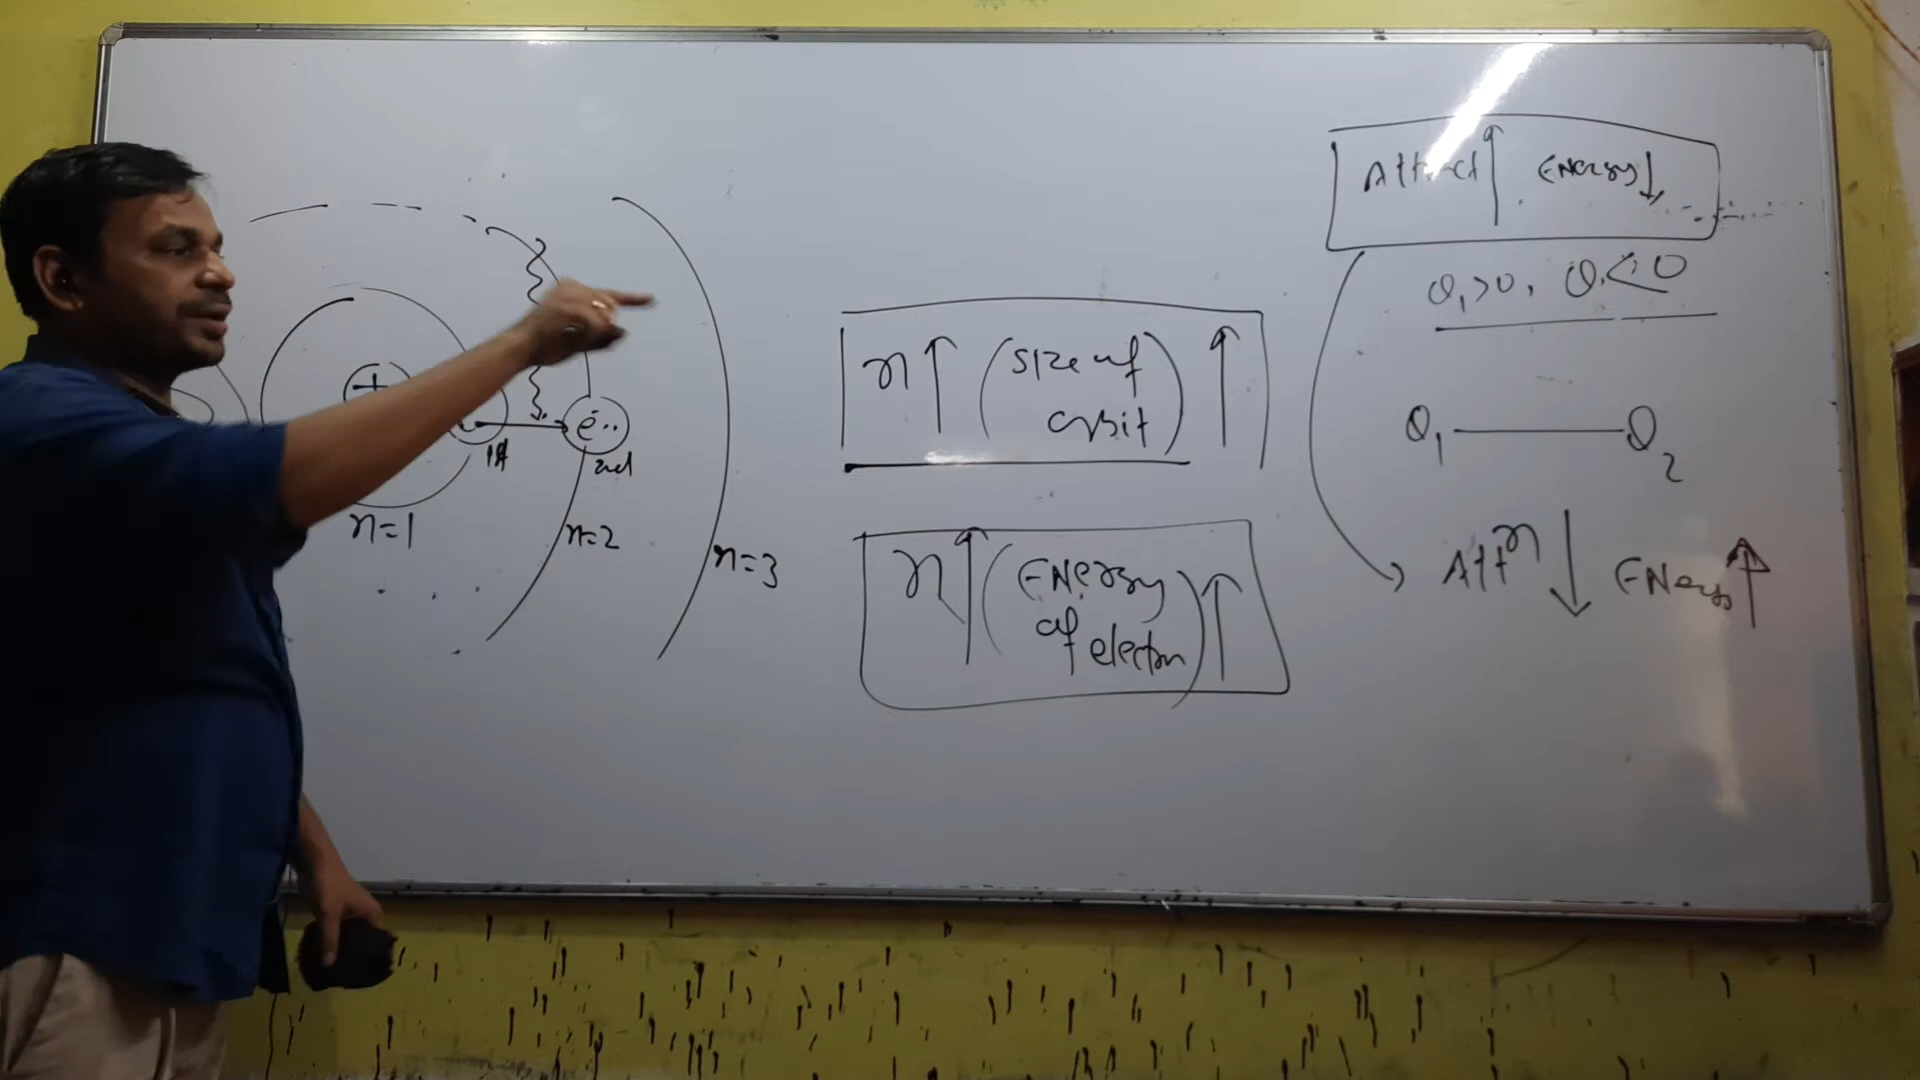 +
e..
1st
2nd
n=1
n=2
n=3
n↑ (size of
orbit) ↑
n↑ (Energy
of electron) ↑
Attract↑ Energy↓
Q₁>0, Q₂<0
Q₁ — Q₂
Attⁿ↓ Energy↑